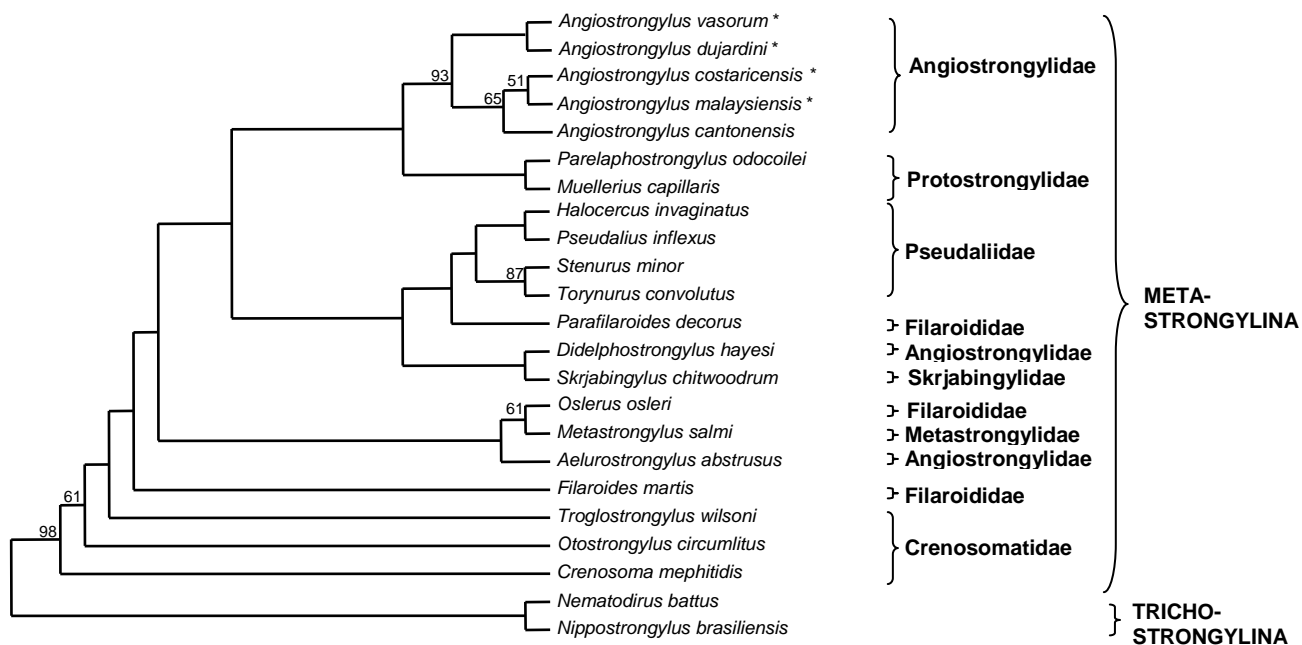 Angiostrongylus vasorum *
Angiostrongylus dujardini *
Angiostrongylus costaricensis *
Angiostrongylus malaysiensis *
Angiostrongylus cantonensis
Parelaphostrongylus odocoilei
Muellerius capillaris
Halocercus invaginatus
Pseudalius inflexus
Stenurus minor
Torynurus convolutus
Parafilaroides decorus
Didelphostrongylus hayesi
Skrjabingylus chitwoodrum
Oslerus osleri
Metastrongylus salmi
Aelurostrongylus abstrusus
Filaroides martis
Troglostrongylus wilsoni
Otostrongylus circumlitus
Crenosoma mephitidis
Nematodirus battus
Nippostrongylus brasiliensis
93
51
65
87
61
61
98
Angiostrongylidae
Protostrongylidae
Pseudaliidae
Filaroididae
Angiostrongylidae
Skrjabingylidae
Filaroididae
Metastrongylidae
Angiostrongylidae
Filaroididae
Crenosomatidae
META-
STRONGYLINA
TRICHO-
STRONGYLINA